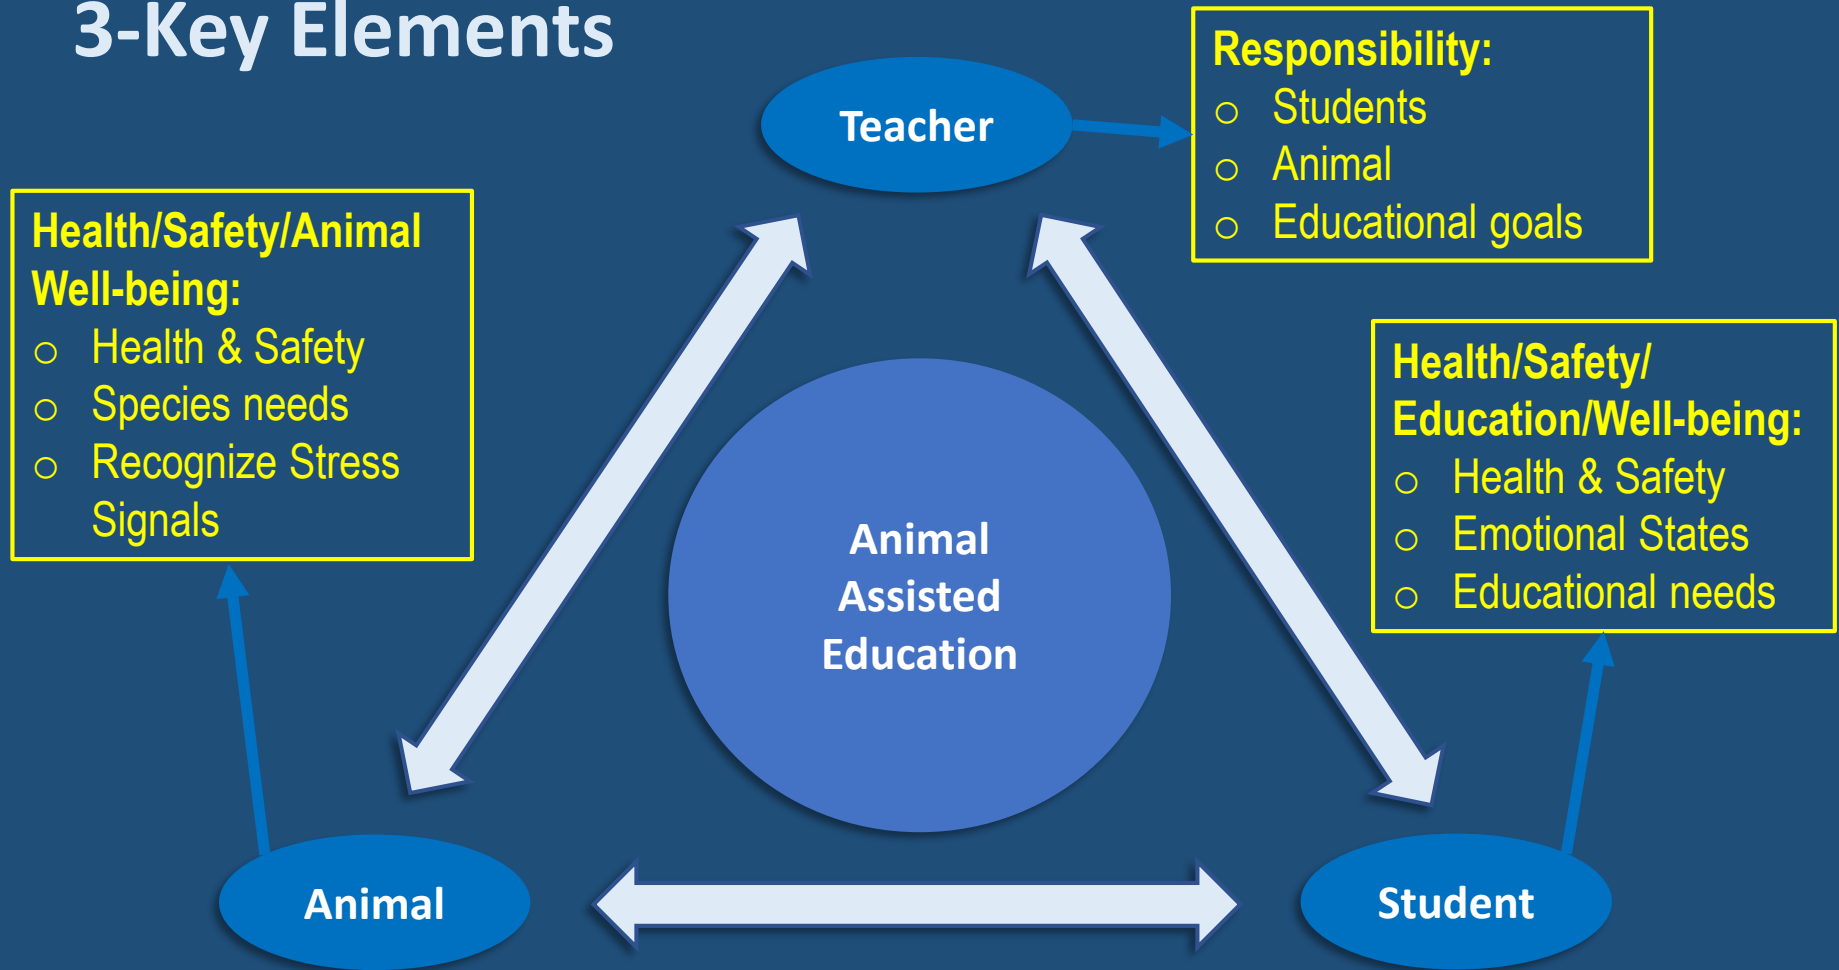 3-Key Elements
Teacher
Responsibility:
o Students
o Animal
o Educational goals
Health/Safety/Animal
Well-being:
o Health & Safety
o Species needs
o Recognize Stress
Signals
Health/Safety/
Education/Well-being:
o Health & Safety
o Emotional States
o Educational needs
Animal
Assisted
Education
Animal
Student